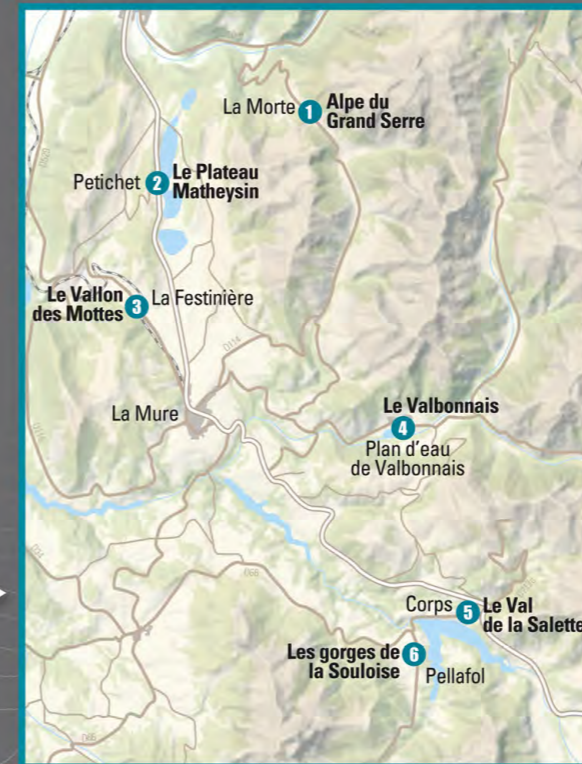 La Morte 1 Alpe du
Grand Serre
Petichet 2 Le Plateau
Matheysin
Le Vallon
des Mottes 3 La Festinière
D114
La Mure
Le Valbonnais
4
Plan d'eau
de Valbonnais
Corps 5 Le Val
de la Salette
Les gorges de
la Souloise 6
Pellafol